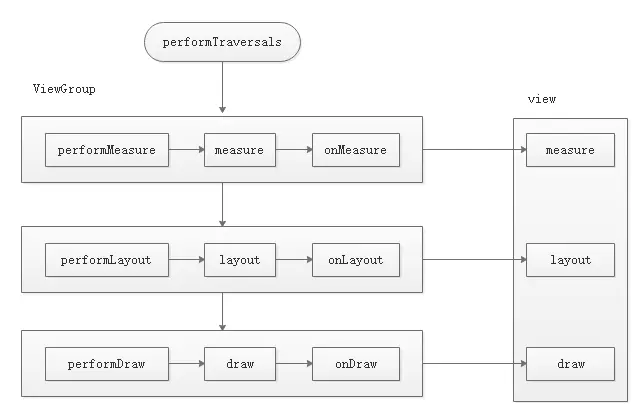 performTraversals
ViewGroup
view
performMeasure measure onMeasure measure
performLayout layout onLayout layout
performDraw draw onDraw draw